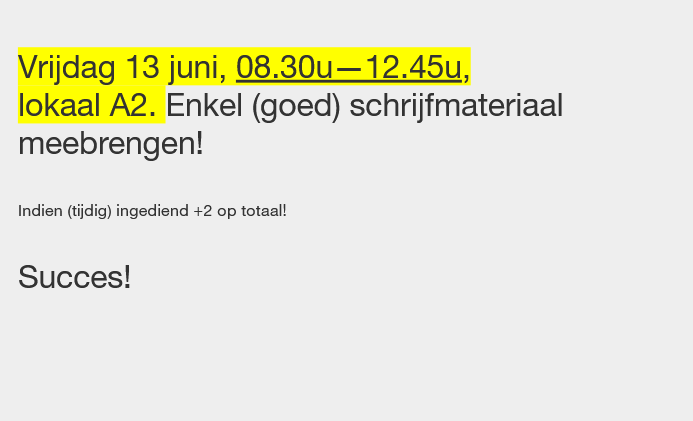 Vrijdag 13 juni, 08.30u—12.45u,
lokaal A2. Enkel (goed) schrijfmateriaal
meebrengen!
Indien (tijdig) ingediend +2 op totaal!
Succes!